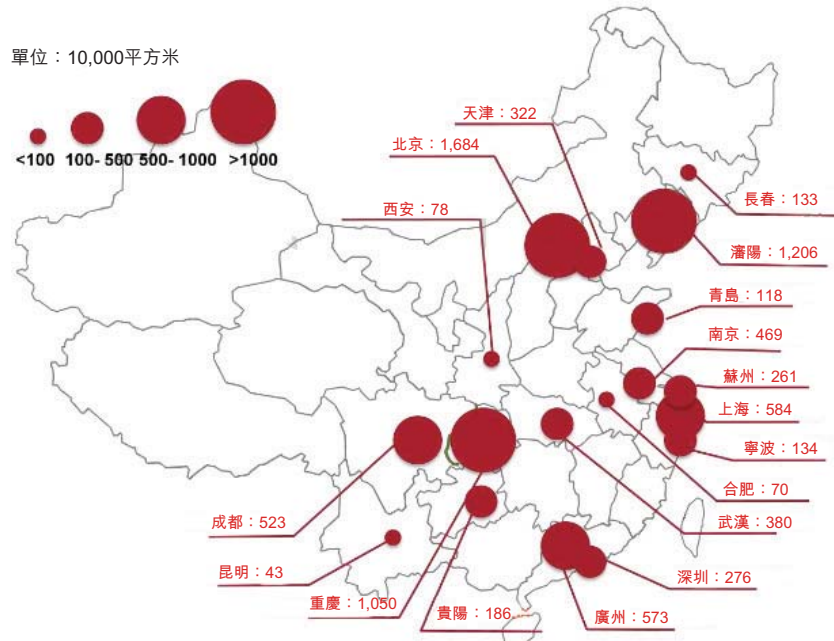 單位：10,000平方米
<100 100- 500 500- 1000 >1000
天津：322
北京：1,684
西安：78
長春：133
瀋陽：1,206
青島：118
南京：469
蘇州：261
上海：584
寧波：134
合肥：70
武漢：380
成都：523
昆明：43
重慶：1,050
貴陽：186
深圳：276
廣州：573